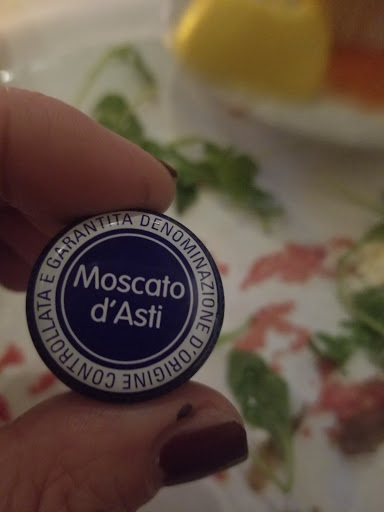 DENOMINAZIONE D'ORIGINE CONTROLLATA E GARANTITA
Moscato
d'Asti